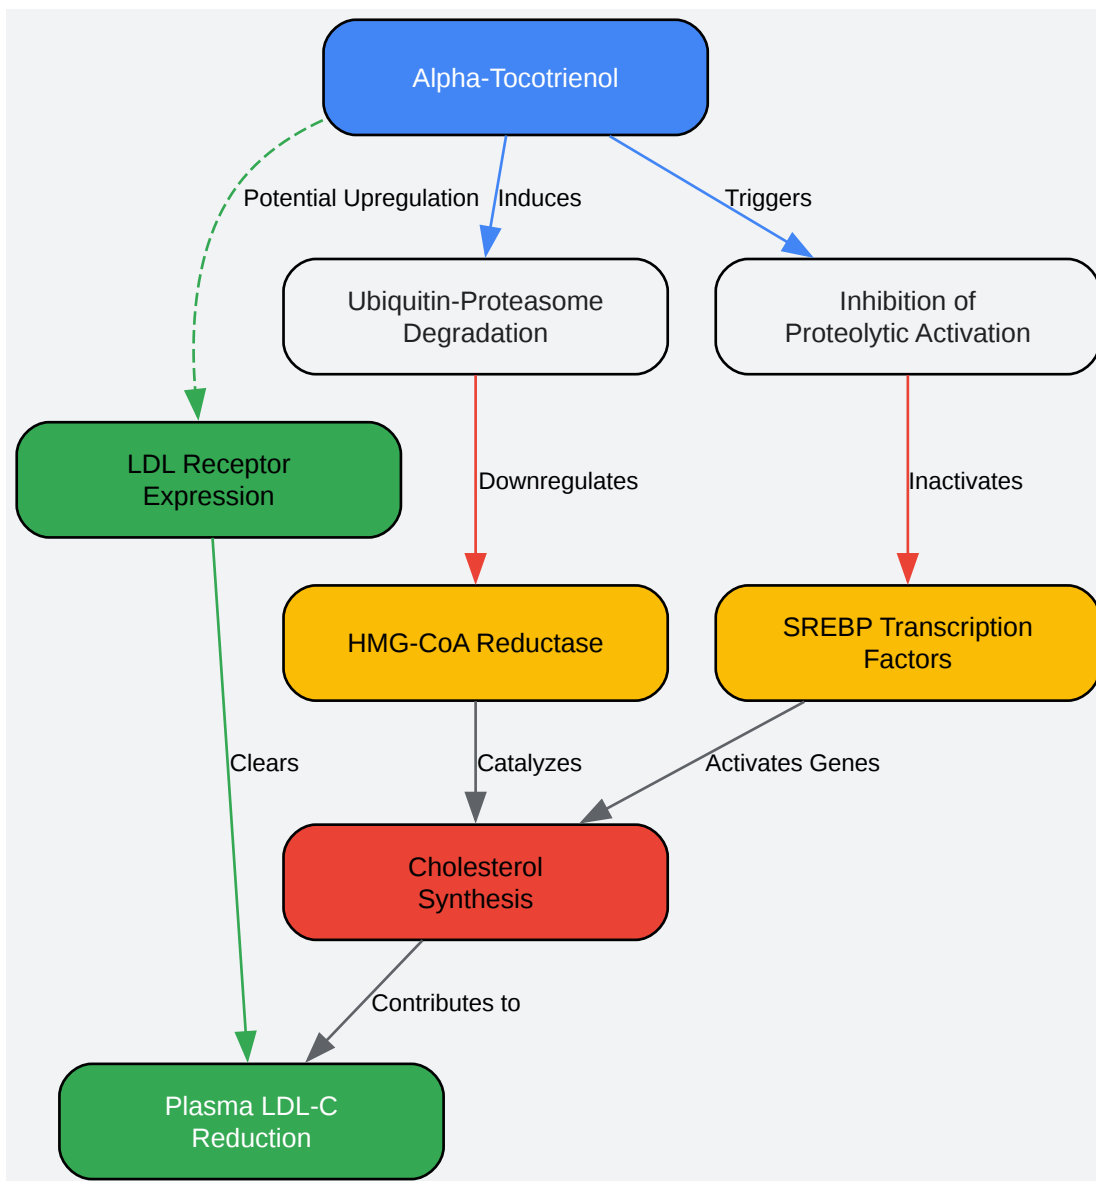 Alpha-Tocotrienol
Potential Upregulation
Induces
Triggers
Ubiquitin-Proteasome
Degradation
Inhibition of
Proteolytic Activation
LDL Receptor
Expression
Downregulates
Inactivates
HMG-CoA Reductase
SREBP Transcription
Factors
Clears
Catalyzes
Activates Genes
Cholesterol
Synthesis
Contributes to
Plasma LDL-C
Reduction